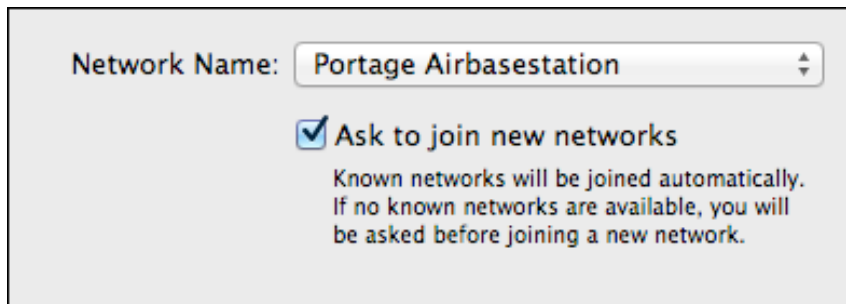 Network Name: Portage Airbasestation
Ask to join new networks
Known networks will be joined automatically.
If no known networks are available, you will
be asked before joining a new network.